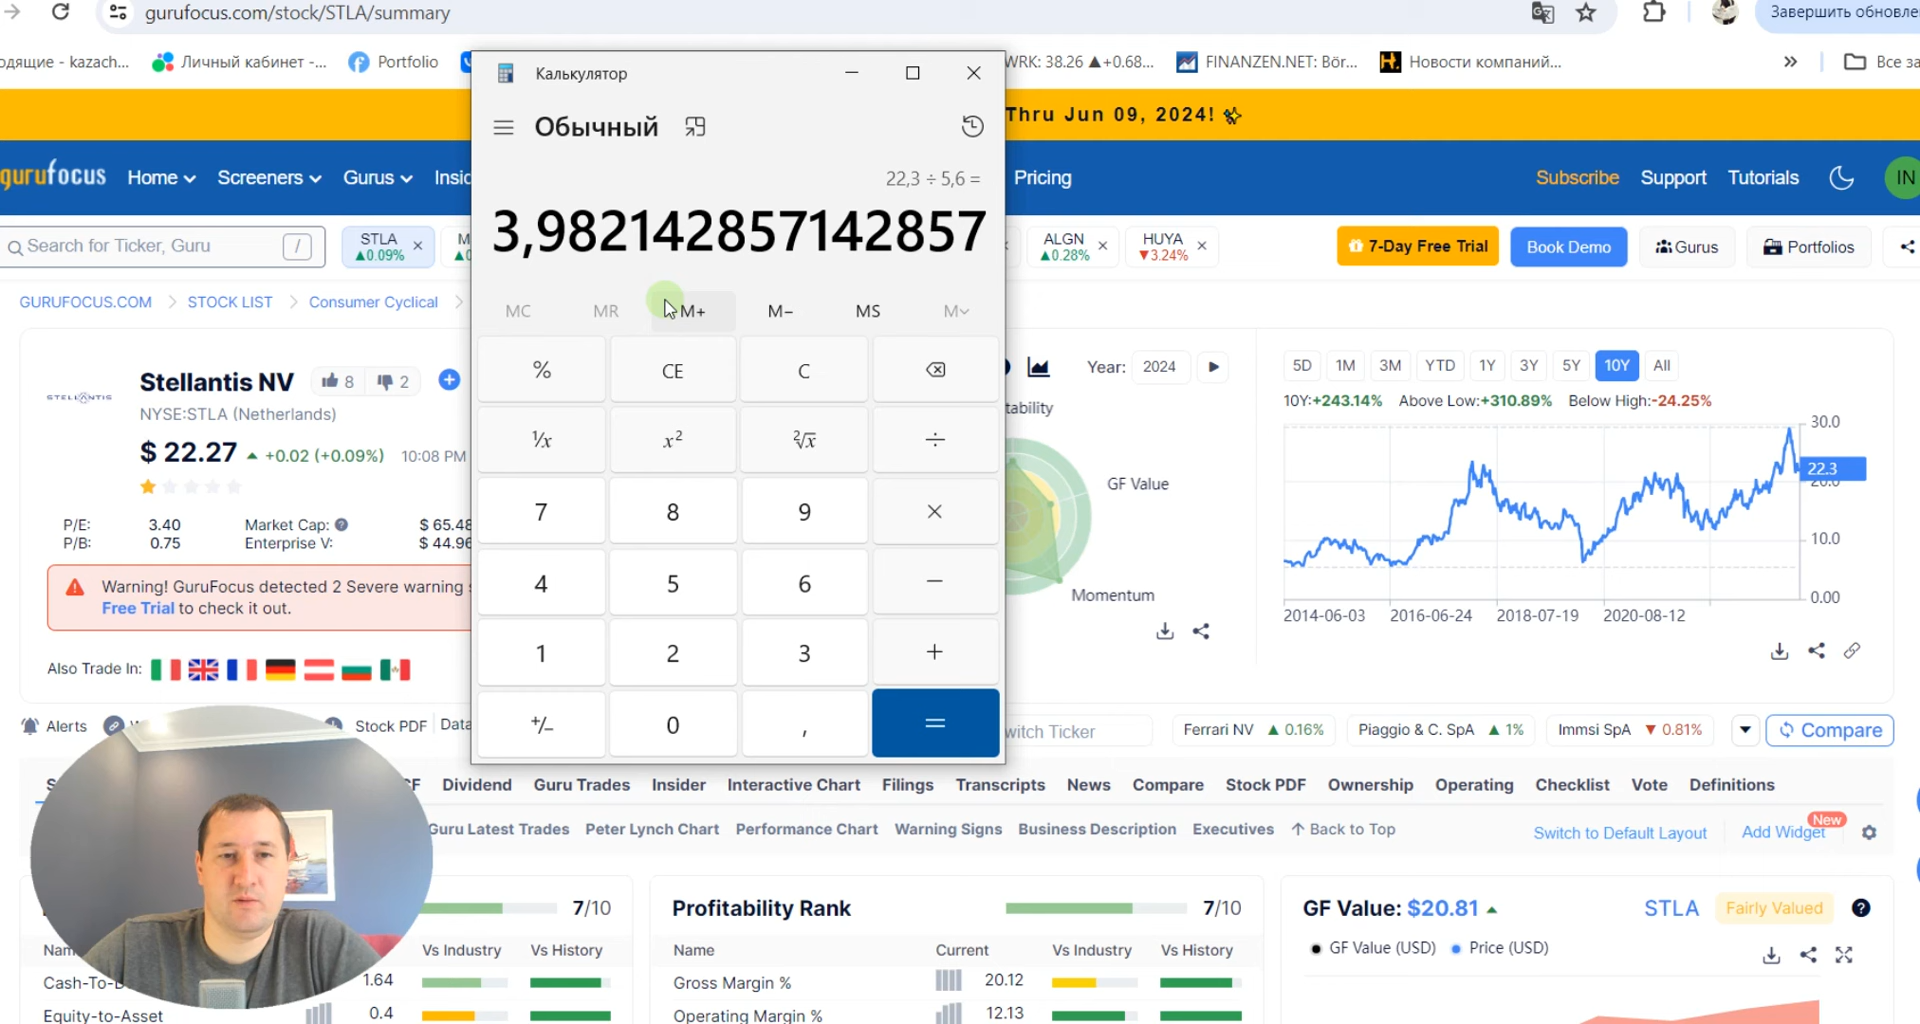 gurufocus.com/stock/STLA/summary
Завершить обновле
одящие - kazach...
Личный кабинет -...
Portfolio
WRK: 38.26 ▲+0.68...
FINANZEN.NET: Bör...
Новости компаний...
Все за
Thru Jun 09, 2024!
gurufocus
Home
Screeners
Gurus
Insid
Pricing
Subscribe
Support
Tutorials
IN
Search for Ticker, Guru
/
STLA
▲0.09%
M
▲0
ALGN
▲0.28%
HUYA
▼3.24%
7-Day Free Trial
Book Demo
Gurus
Portfolios
GURUFOCUS.COM
STOCK LIST
Consumer Cyclical
Калькулятор
Обычный
22,3 ÷ 5,6 =
3,982142857142857
MC
MR
M+
M−
MS
M
%
CE
C
¹/x
x²
²√x
÷
7
8
9
×
4
5
6
−
1
2
3
+
+/−
0
,
=
STELLANTIS
Stellantis NV
8
2
NYSE:STLA (Netherlands)
$ 22.27
+0.02 (+0.09%)
10:08 PM
P/E:
3.40
Market Cap:
$ 65.48
P/B:
0.75
Enterprise V:
$ 44.96
Warning! GuruFocus detected 2 Severe warning s
Free Trial to check it out.
Also Trade In:
Year:
2024
tability
GF Value
Momentum
5D
1M
3M
YTD
1Y
3Y
5Y
10Y
All
10Y:+243.14%
Above Low:+310.89%
Below High:-24.25%
30.0
22.3
20.0
10.0
0.00
2014-06-03
2016-06-24
2018-07-19
2020-08-12
Alerts
W
Stock PDF
Data
witch Ticker
Ferrari NV ▲ 0.16%
Piaggio & C. SpA ▲ 1%
Immsi SpA ▼ 0.81%
Compare
S
CF
Dividend
Guru Trades
Insider
Interactive Chart
Filings
Transcripts
News
Compare
Stock PDF
Ownership
Operating
Checklist
Vote
Definitions
Guru Latest Trades
Peter Lynch Chart
Performance Chart
Warning Signs
Business Description
Executives
Back to Top
Switch to Default Layout
Add Widget
New
7/10
Nam
Vs Industry
Vs History
Cash-To-D
1.64
Equity-to-Asset
0.4
Profitability Rank
7/10
Name
Current
Vs Industry
Vs History
Gross Margin %
20.12
Operating Margin %
12.13
GF Value: $20.81
STLA
Fairly Valued
GF Value (USD)
Price (USD)